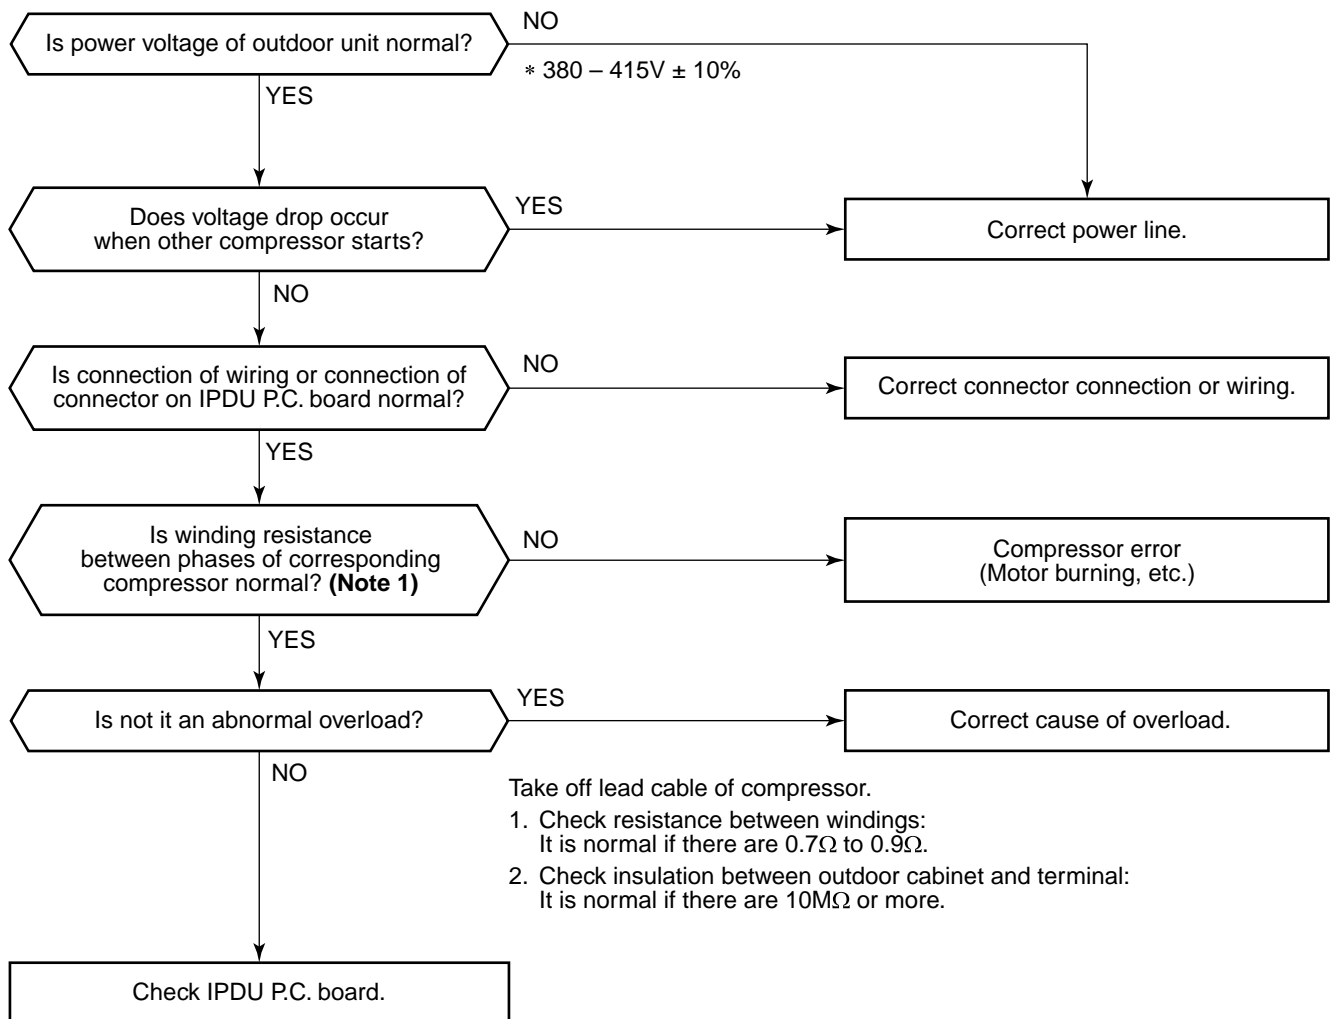 Is power voltage of outdoor unit normal?
NO
* 380 – 415V ± 10%
YES
Does voltage drop occur
when other compressor starts?
YES
Correct power line.
NO
Is connection of wiring or connection of
connector on IPDU P.C. board normal?
NO
Correct connector connection or wiring.
YES
Is winding resistance
between phases of corresponding
compressor normal? (Note 1)
NO
Compressor error
(Motor burning, etc.)
YES
Is not it an abnormal overload?
YES
Correct cause of overload.
NO
Take off lead cable of compressor.
1. Check resistance between windings:
It is normal if there are 0.7Ω to 0.9Ω.
2. Check insulation between outdoor cabinet and terminal:
It is normal if there are 10MΩ or more.
Check IPDU P.C. board.